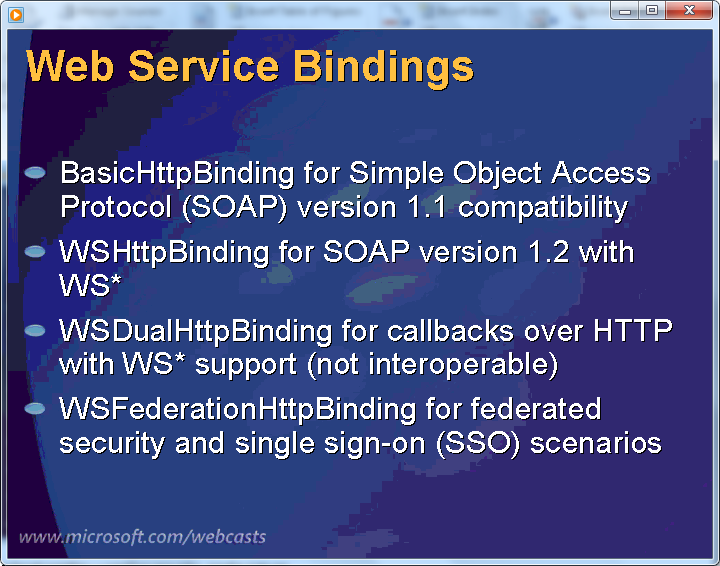 Web Service Bindings
BasicHttpBinding for Simple Object Access
Protocol (SOAP) version 1.1 compatibility
WSHttpBinding for SOAP version 1.2 with
WS*
WSDualHttpBinding for callbacks over HTTP
with WS* support (not interoperable)
WSFederationHttpBinding for federated
security and single sign-on (SSO) scenarios
www.microsoft.com/webcasts